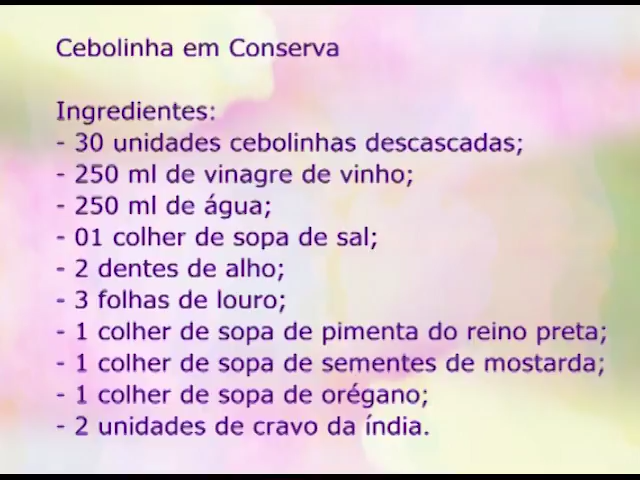 Cebolinha em Conserva
Ingredientes:
- 30 unidades cebolinhas descascadas;
- 250 ml de vinagre de vinho;
- 250 ml de água;
- 01 colher de sopa de sal;
- 2 dentes de alho;
- 3 folhas de louro;
- 1 colher de sopa de pimenta do reino preta;
- 1 colher de sopa de sementes de mostarda;
- 1 colher de sopa de orégano;
- 2 unidades de cravo da índia.